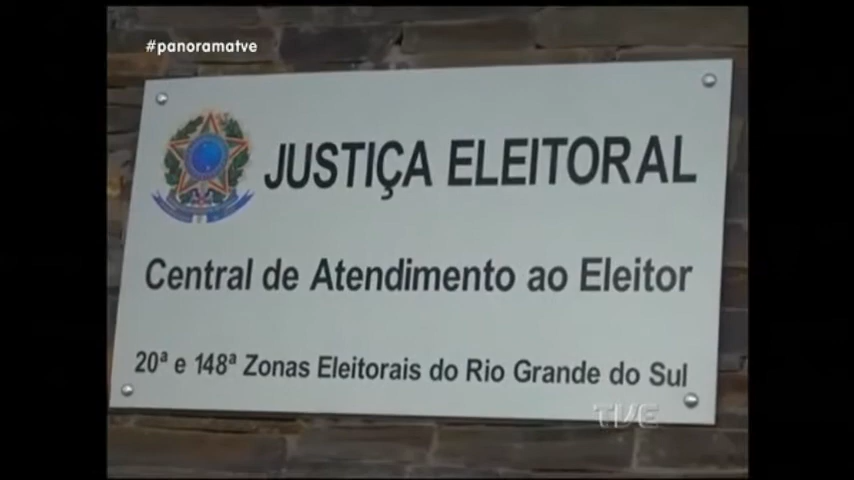 #panoramatve
JUSTIÇA ELEITORAL
Central de Atendimento ao Eleitor
20ª e 148ª Zonas Eleitorais do Rio Grande do Sul
TVE